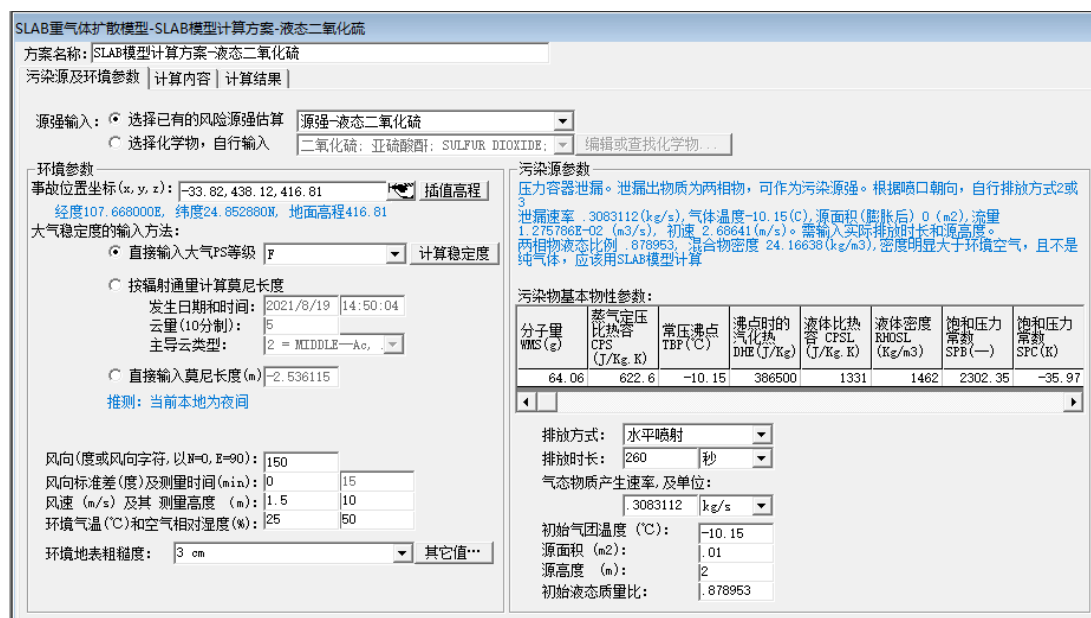 SLAB重气体扩散模型-SLAB模型计算方案-液态二氧化硫
方案名称: SLAB模型计算方案-液态二氧化硫
污染源及环境参数 计算内容 计算结果
源强输入: 选择已有的风险源强估算 源强-液态二氧化硫
选择化学物,自行输入 二氧化硫; 亚硫酸酐; SULFUR DIOXIDE; 编辑或查找化学物...
环境参数
事故位置坐标(x,y,z): -33.82,438.12,416.81 插值高程
经度107.668000E, 纬度24.852880N, 地面高程416.81
大气稳定度的输入方法:
直接输入大气PS等级 F 计算稳定度
按辐射通量计算莫尼长度
发生日期和时间: 2021/8/19 14:50:04
云量(10分制): 5
主导云类型: 2 = MIDDLE—Ac, .
直接输入莫尼长度(m) -2.536115
推测: 当前本地为夜间
风向(度或风向字符,以N=0,E=90): 150
风向标准差(度)及测量时间(min): 0 15
风速 (m/s) 及其 测量高度 (m): 1.5 10
环境气温(℃)和空气相对湿度(%): 25 50
环境地表粗糙度: 3 cm 其它值…
污染源参数
压力容器泄漏。泄漏出物质为两相物,可作为污染源强。根据喷口朝向,自行排放方式2或
3
泄漏速率 .3083112(kg/s),气体温度-10.15(C),源面积(膨胀后) 0 (m2),流量
1.275786E-02 (m3/s), 初速 2.68641(m/s)。需输入实际排放时长和源高度。
两相物液态比例 .878953, 混合物密度 24.16638(kg/m3),密度明显大于环境空气,且不是
纯气体, 应该用SLAB模型计算
污染物基本物性参数:
分子量 WMS(g) 蒸气定压比热容 CPS (J/Kg.K) 常压沸点 TBP(℃) 沸点时的汽化热 DHE(J/Kg) 液体比热容 CPSL (J/Kg.K) 液体密度 RHOSL (Kg/m3) 饱和压力常数 SPB(—) 饱和压力常数 SPC(K)
64.06 622.6 -10.15 386500 1331 1462 2302.35 -35.97
排放方式: 水平喷射
排放时长: 260 秒
气态物质产生速率,及单位:
.3083112 kg/s
初始气团温度 (℃): -10.15
源面积 (m2): .01
源高度 (m): 2
初始液态质量比: .878953